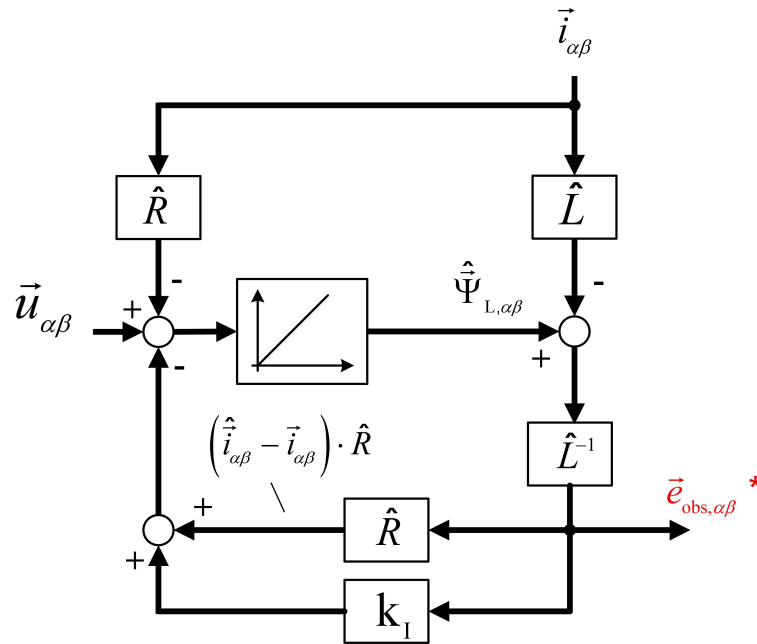 i⃗_αβ
R̂
L̂
-
-
u⃗_αβ
+
Ψ̂⃗_L,αβ
-
+
(î⃗_αβ − i⃗_αβ) · R̂
L̂⁻¹
e⃗_obs,αβ *
+
R̂
+
k_I